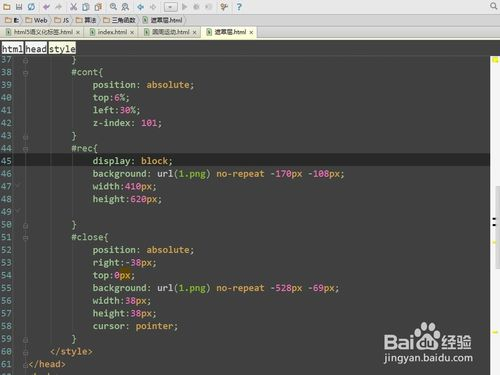 Web JS 算法 三角函数 遮罩层.html
html5语义化标签.html index.html 圆周运动.html 遮罩层.html
html head style
37 }
38 #cont{
39 position: absolute;
40 top:6%;
41 left:30%;
42 z-index: 101;
43 }
44 #rec{
45 display: block;
46 background: url(1.png) no-repeat -170px -108px;
47 width:410px;
48 height:620px;
49
50 }
51 #close{
52 position: absolute;
53 right:-38px;
54 top:0px;
55 background: url(1.png) no-repeat -528px -69px;
56 width:38px;
57 height:38px;
58 cursor: pointer;
59 }
60 </style>
61 </head>
Baidu 经验
jingyan.baidu.com